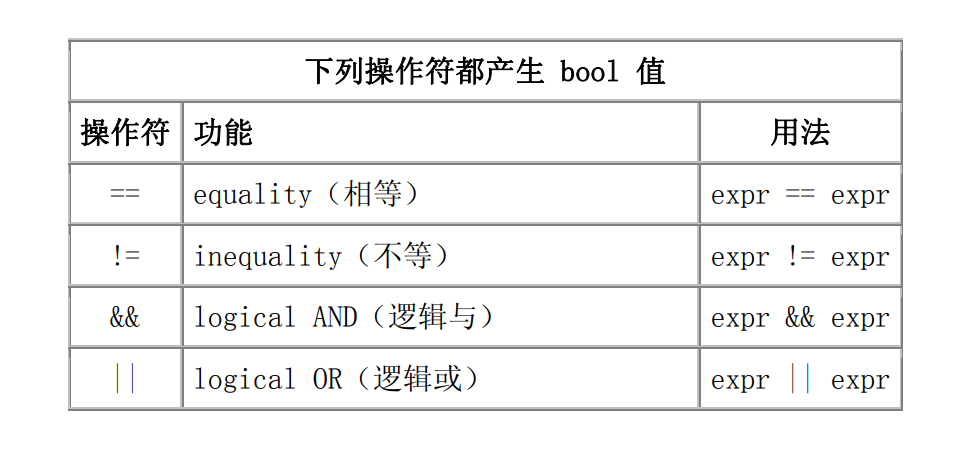 下列操作符都产生 bool 值
操作符 功能 用法
== equality（相等） expr == expr
!= inequality（不等） expr != expr
&& logical AND（逻辑与） expr && expr
|| logical OR（逻辑或） expr || expr